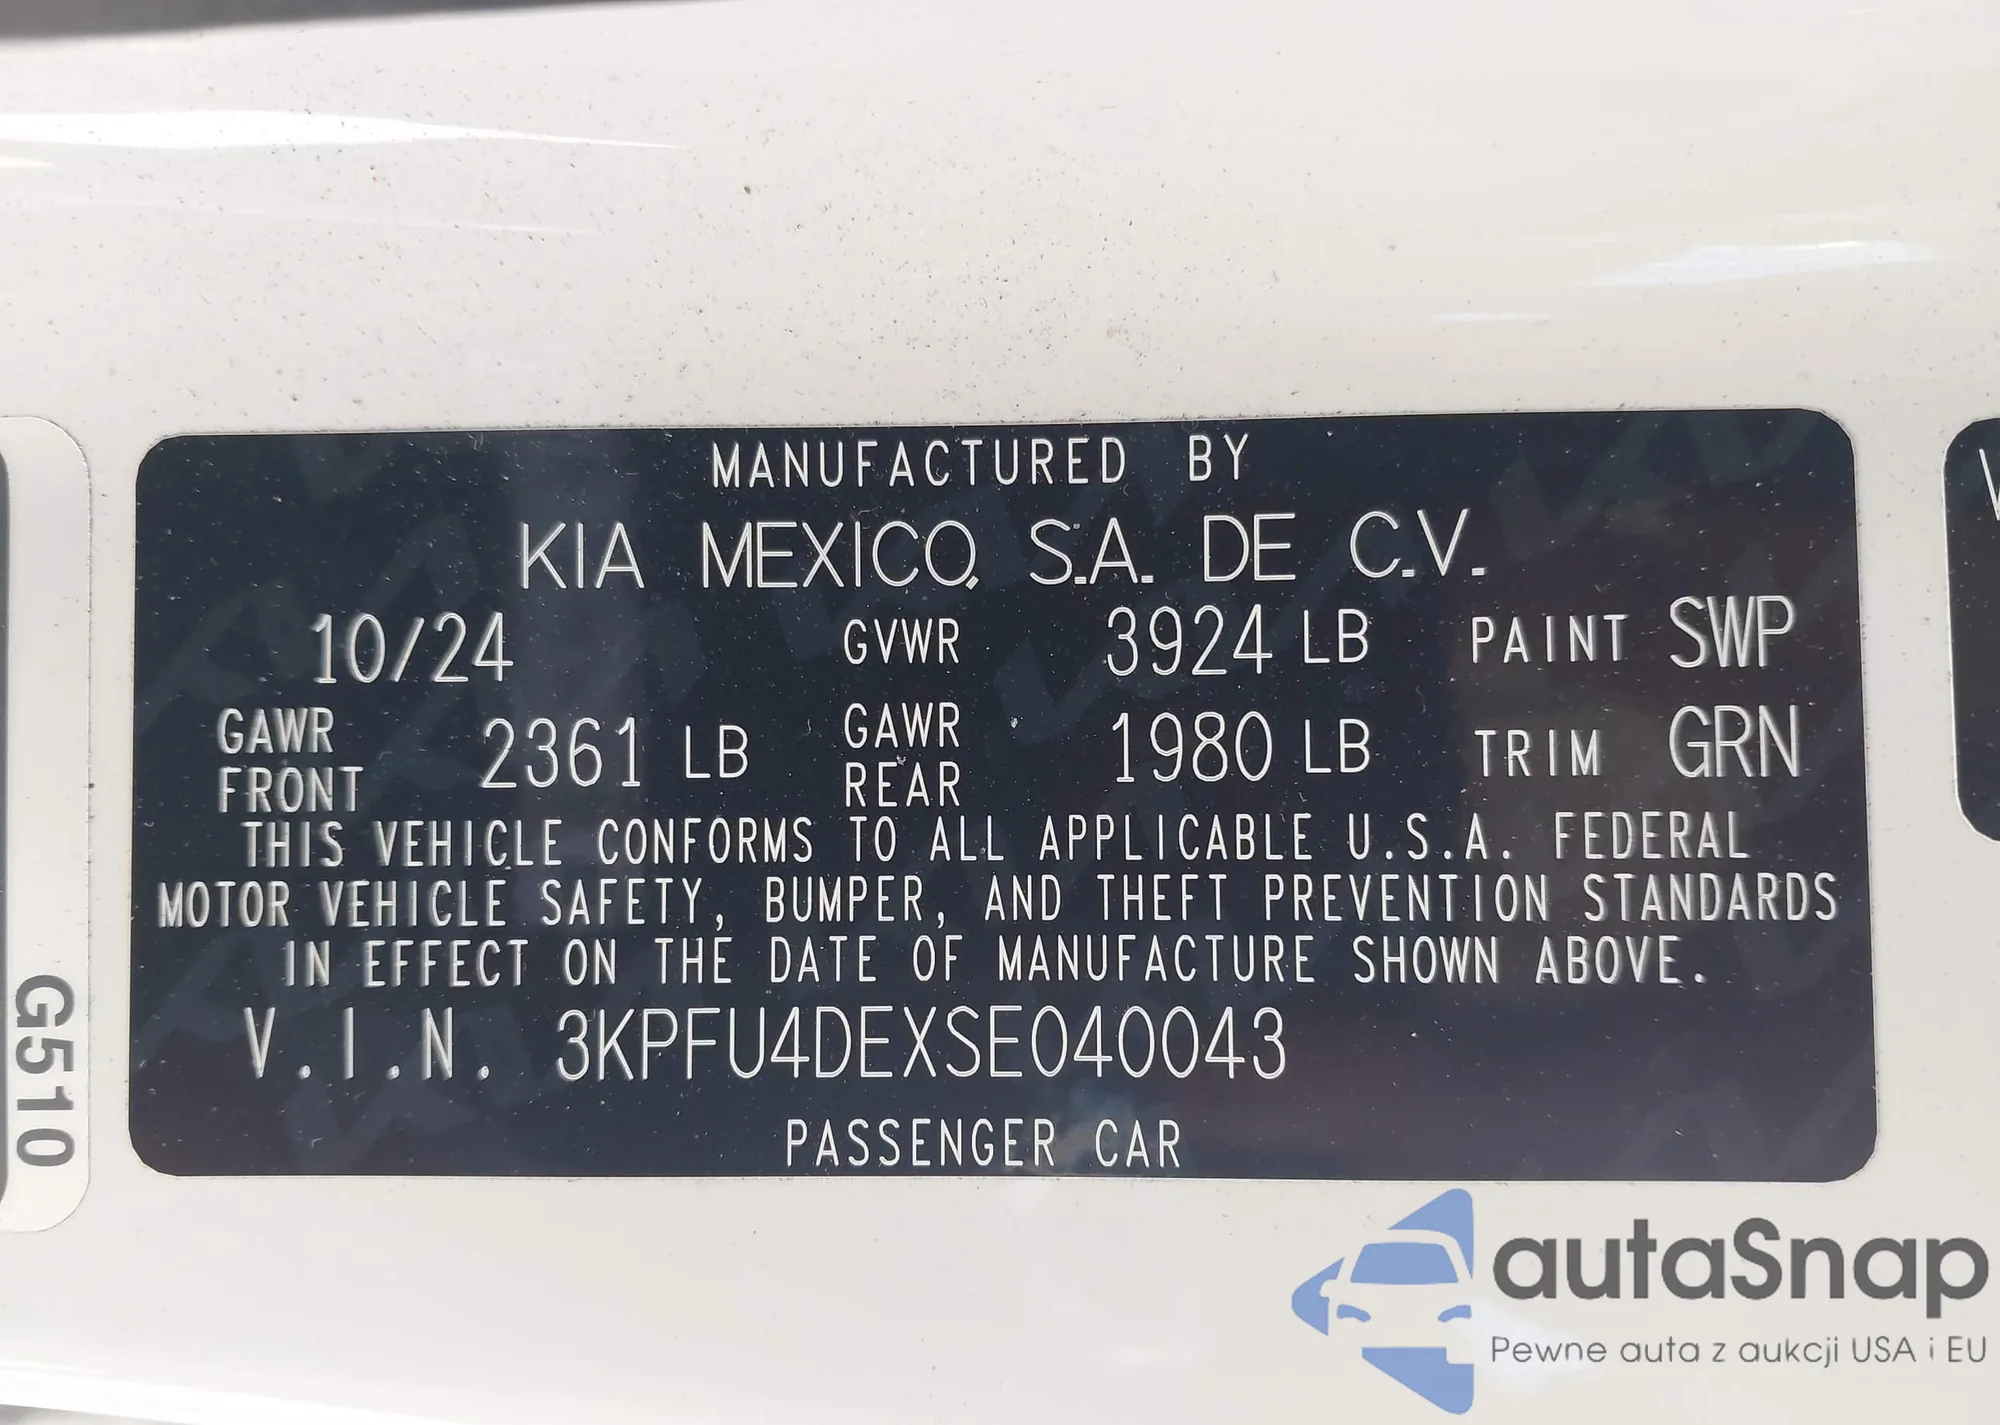 MANUFACTURED BY
KIA MEXICO, S.A. DE C.V.
10/24 GVWR 3924 LB PAINT SWP
GAWR FRONT 2361 LB GAWR REAR 1980 LB TRIM GRN
THIS VEHICLE CONFORMS TO ALL APPLICABLE U.S.A. FEDERAL
MOTOR VEHICLE SAFETY, BUMPER, AND THEFT PREVENTION STANDARDS
IN EFFECT ON THE DATE OF MANUFACTURE SHOWN ABOVE.
V.I.N. 3KPFU4DEXSE040043
PASSENGER CAR
G510
autaSnap
Pewne auta z aukcji USA i EU